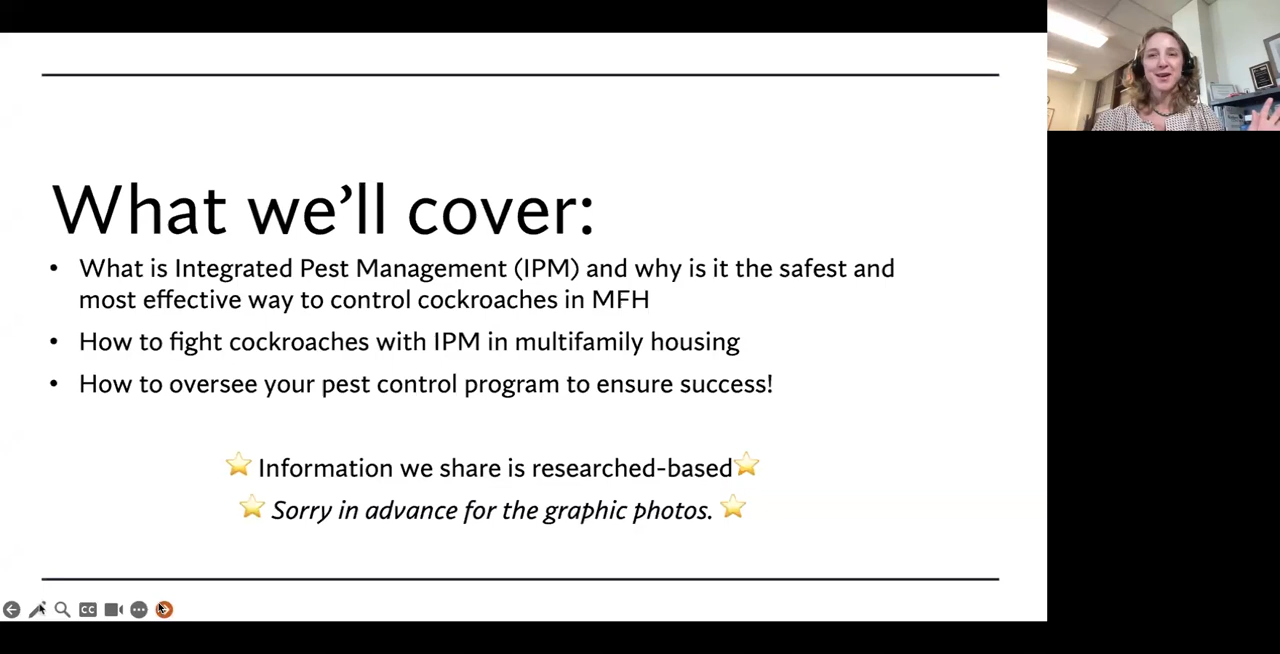 What we’ll cover:
• What is Integrated Pest Management (IPM) and why is it the safest and
most effective way to control cockroaches in MFH
• How to fight cockroaches with IPM in multifamily housing
• How to oversee your pest control program to ensure success!
⭐ Information we share is researched-based⭐
⭐ Sorry in advance for the graphic photos. ⭐
CC